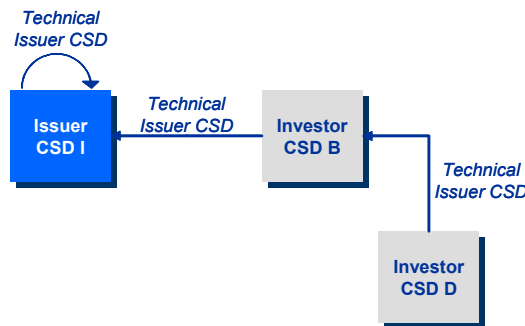 Technical
Issuer CSD
Issuer
CSD I
Technical
Issuer CSD
Investor
CSD B
Technical
Issuer CSD
Investor
CSD D